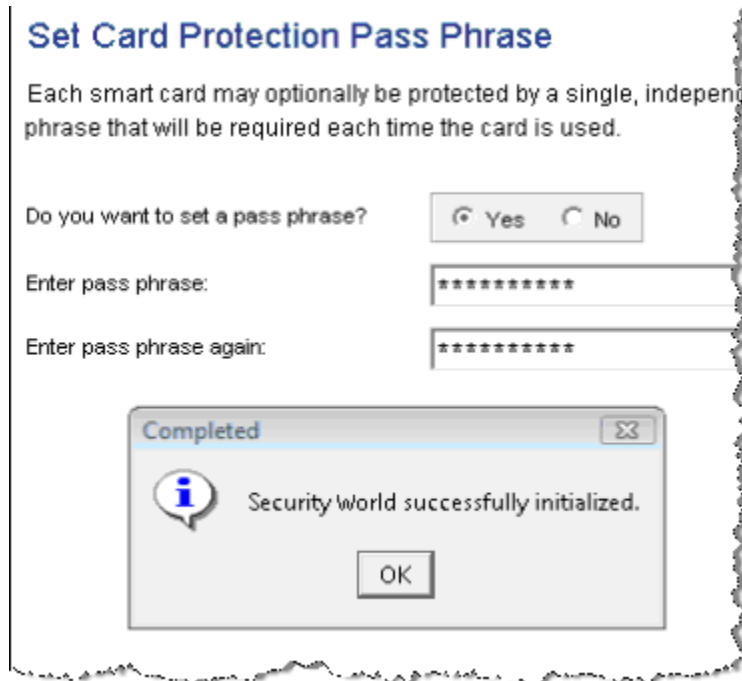 Set Card Protection Pass Phrase
Each smart card may optionally be protected by a single, indepen
phrase that will be required each time the card is used.
Do you want to set a pass phrase? Yes No
Enter pass phrase: **********
Enter pass phrase again: **********
Completed
Security World successfully initialized.
OK